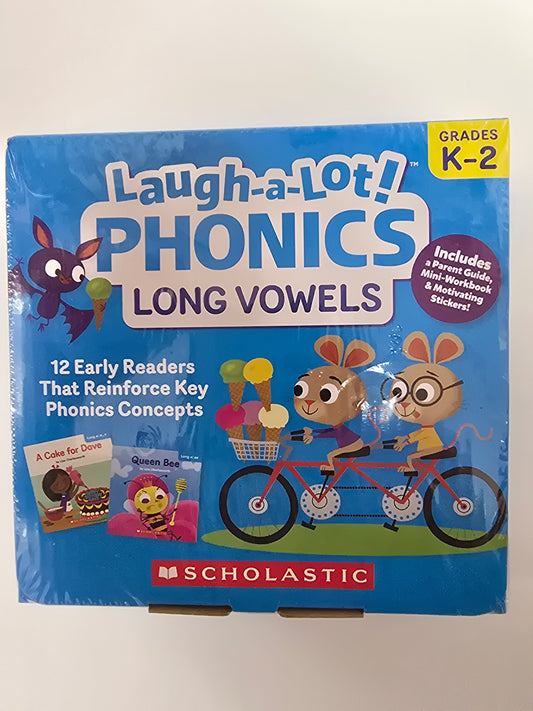 GRADES
K–2
Laugh-a-Lot!™
PHONICS
LONG VOWELS
Includes
a Parent Guide,
Mini-Workbook
& Motivating
Stickers!
12 Early Readers
That Reinforce Key
Phonics Concepts
A Cake for Dave
Queen Bee
SCHOLASTIC